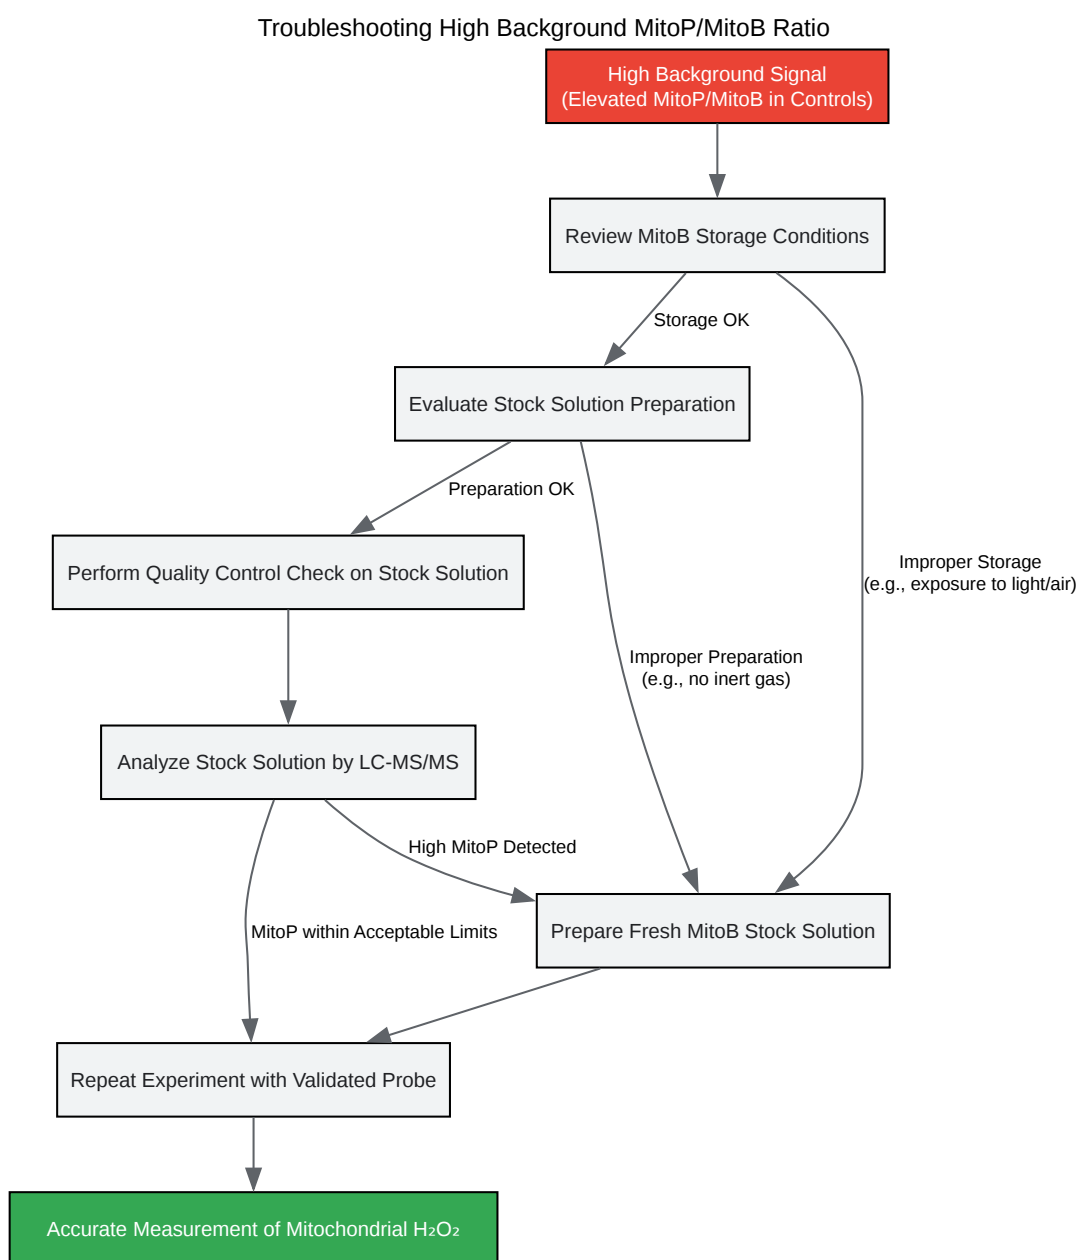 Troubleshooting High Background MitoP/MitoB Ratio
High Background Signal
(Elevated MitoP/MitoB in Controls)
Review MitoB Storage Conditions
Storage OK
Evaluate Stock Solution Preparation
Preparation OK
Perform Quality Control Check on Stock Solution
Improper Storage
(e.g., exposure to light/air)
Improper Preparation
(e.g., no inert gas)
Analyze Stock Solution by LC-MS/MS
High MitoP Detected
MitoP within Acceptable Limits
Prepare Fresh MitoB Stock Solution
Repeat Experiment with Validated Probe
Accurate Measurement of Mitochondrial H₂O₂